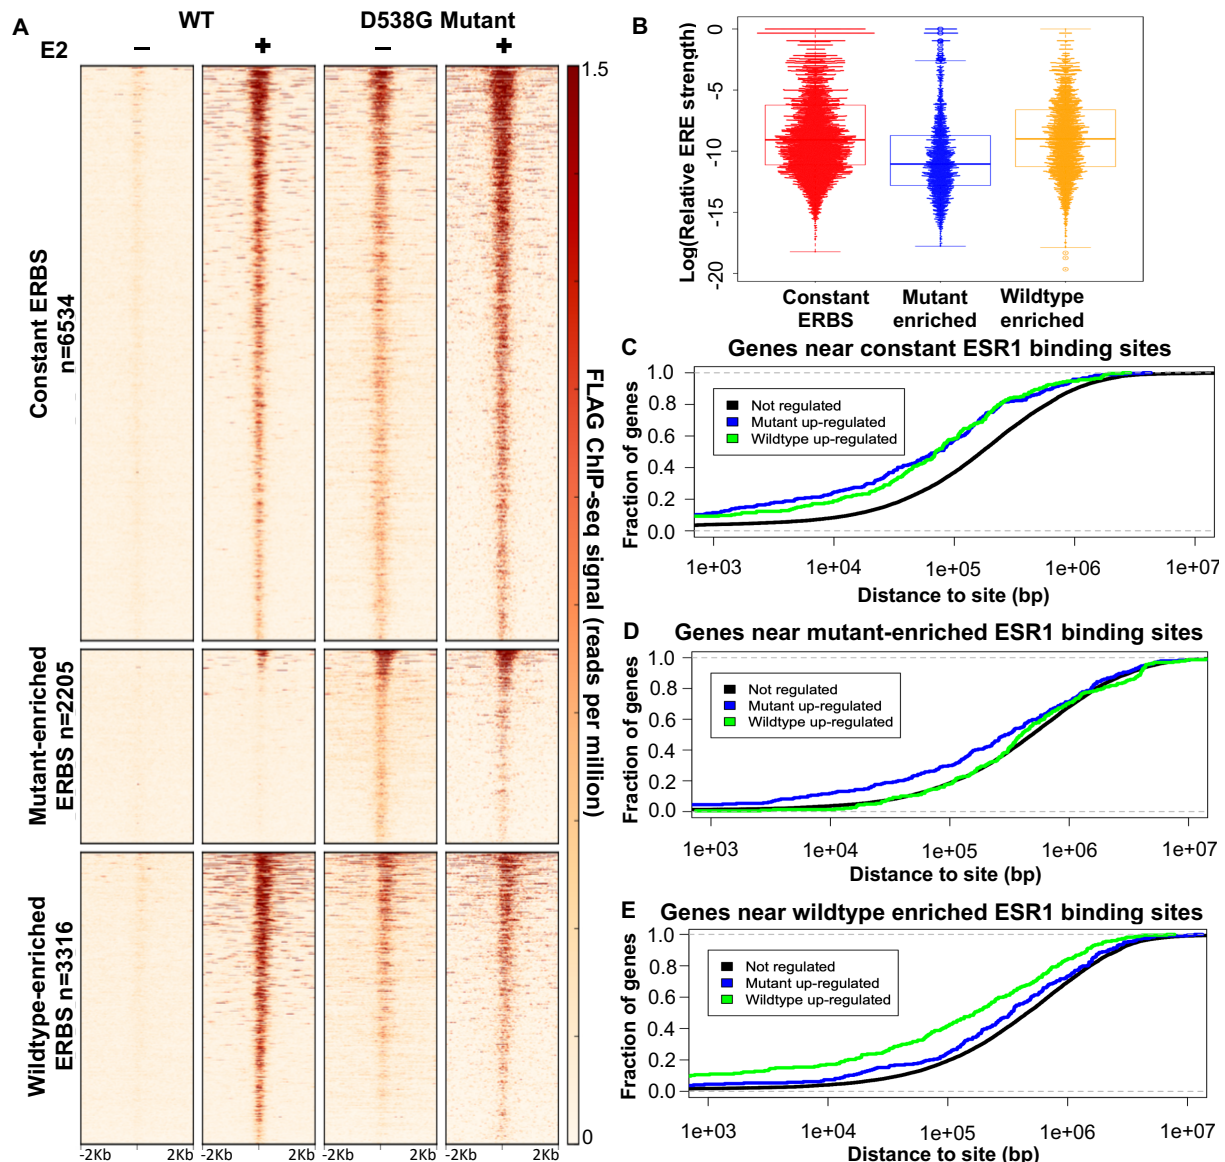 A
WT
D538G Mutant
E2
−
+
−
+
Constant ERBS
n=6534
Mutant-enriched
ERBS n=2205
Wildtype-enriched
ERBS n=3316
-2Kb
2Kb
-2Kb
2Kb
-2Kb
2Kb
-2Kb
2Kb
1.5
0
FLAG ChIP-seq signal (reads per million)
B
Log(Relative ERE strength)
0
-5
-10
-15
-20
Constant
ERBS
Mutant
enriched
Wildtype
enriched
C
Genes near constant ESR1 binding sites
Fraction of genes
1.0
0.8
0.6
0.4
0.2
0.0
Not regulated
Mutant up-regulated
Wildtype up-regulated
1e+03
1e+04
1e+05
1e+06
1e+07
Distance to site (bp)
D
Genes near mutant-enriched ESR1 binding sites
Fraction of genes
1.0
0.8
0.6
0.4
0.2
0.0
Not regulated
Mutant up-regulated
Wildtype up-regulated
1e+03
1e+04
1e+05
1e+06
1e+07
Distance to site (bp)
E
Genes near wildtype enriched ESR1 binding sites
Fraction of genes
1.0
0.8
0.6
0.4
0.2
0.0
Not regulated
Mutant up-regulated
Wildtype up-regulated
1e+03
1e+04
1e+05
1e+06
1e+07
Distance to site (bp)